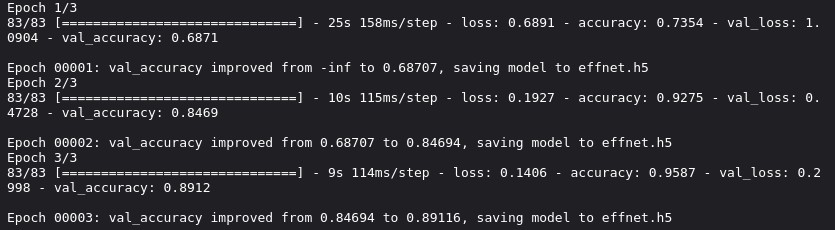 Epoch 1/3
83/83 [==============================] - 25s 158ms/step - loss: 0.6891 - accuracy: 0.7354 - val_loss: 1.
0904 - val_accuracy: 0.6871
Epoch 00001: val_accuracy improved from -inf to 0.68707, saving model to effnet.h5
Epoch 2/3
83/83 [==============================] - 10s 115ms/step - loss: 0.1927 - accuracy: 0.9275 - val_loss: 0.
4728 - val_accuracy: 0.8469
Epoch 00002: val_accuracy improved from 0.68707 to 0.84694, saving model to effnet.h5
Epoch 3/3
83/83 [==============================] - 9s 114ms/step - loss: 0.1406 - accuracy: 0.9587 - val_loss: 0.2
998 - val_accuracy: 0.8912
Epoch 00003: val_accuracy improved from 0.84694 to 0.89116, saving model to effnet.h5